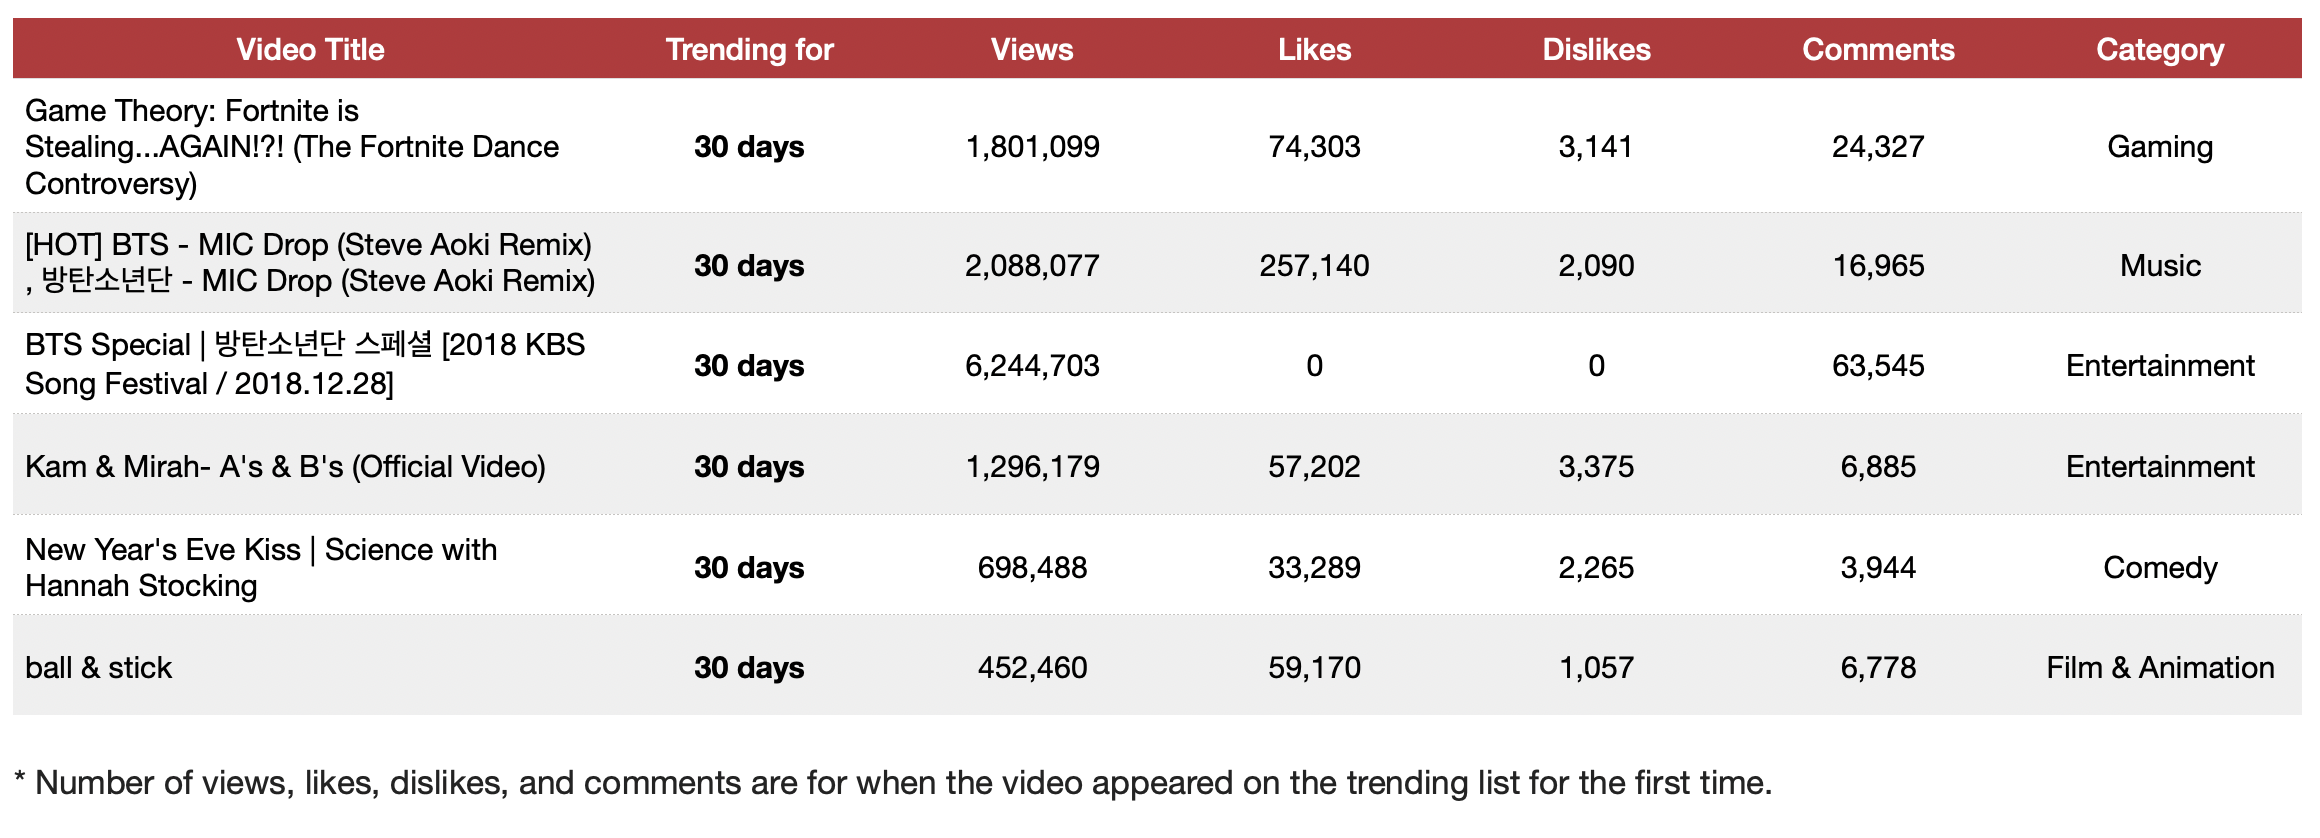 Video Title Trending for Views Likes Dislikes Comments Category
Game Theory: Fortnite is
Stealing...AGAIN!?! (The Fortnite Dance
Controversy)
30 days 1,801,099 74,303 3,141 24,327 Gaming
[HOT] BTS - MIC Drop (Steve Aoki Remix)
, 방탄소년단 - MIC Drop (Steve Aoki Remix)
30 days 2,088,077 257,140 2,090 16,965 Music
BTS Special | 방탄소년단 스페셜 [2018 KBS
Song Festival / 2018.12.28]
30 days 6,244,703 0 0 63,545 Entertainment
Kam & Mirah- A's & B's (Official Video) 30 days 1,296,179 57,202 3,375 6,885 Entertainment
New Year's Eve Kiss | Science with
Hannah Stocking
30 days 698,488 33,289 2,265 3,944 Comedy
ball & stick 30 days 452,460 59,170 1,057 6,778 Film & Animation
* Number of views, likes, dislikes, and comments are for when the video appeared on the trending list for the first time.